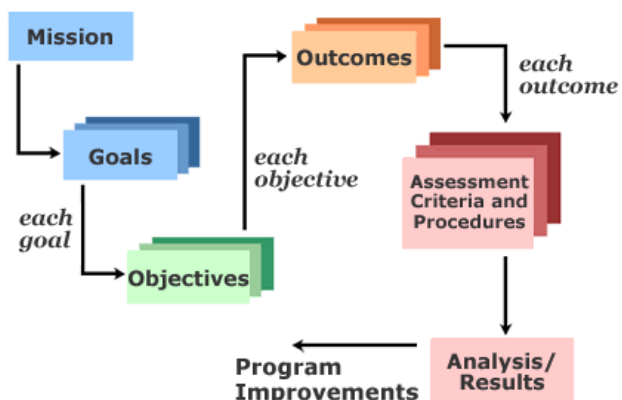 Mission
Goals
each
goal
Objectives
each
objective
Outcomes
each
outcome
Assessment
Criteria and
Procedures
Analysis/
Results
Program
Improvements